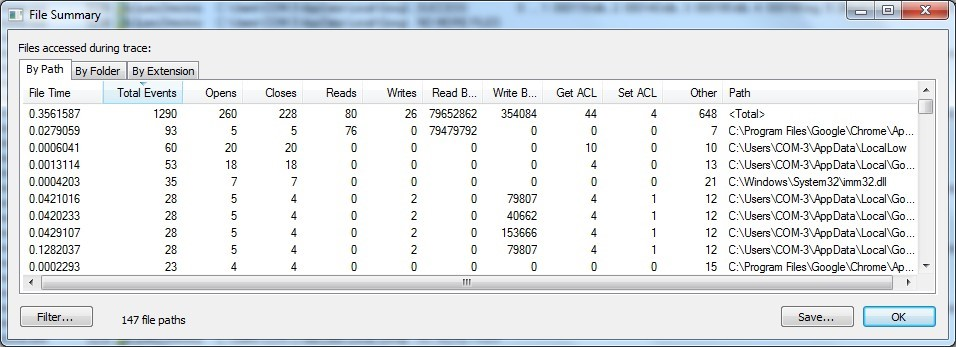 File Summary
Files accessed during trace:
By Path By Folder By Extension
File Time Total Events Opens Closes Reads Writes Read B... Write B... Get ACL Set ACL Other Path
0.3561587 1290 260 228 80 26 79652862 354084 44 4 648 <Total>
0.0279059 93 5 5 76 0 79479792 0 0 0 7 C:\Program Files\Google\Chrome\Ap...
0.0006041 60 20 20 0 0 0 0 10 0 10 C:\Users\COM-3\AppData\LocalLow
0.0013114 53 18 18 0 0 0 0 4 0 13 C:\Users\COM-3\AppData\Local\Go...
0.0004203 35 7 7 0 0 0 0 0 0 21 C:\Windows\System32\imm32.dll
0.0421016 28 5 4 0 2 0 79807 4 1 12 C:\Users\COM-3\AppData\Local\Go...
0.0420233 28 5 4 0 2 0 40662 4 1 12 C:\Users\COM-3\AppData\Local\Go...
0.0429107 28 5 4 0 2 0 153666 4 1 12 C:\Users\COM-3\AppData\Local\Go...
0.1282037 28 5 4 0 2 0 79807 4 1 12 C:\Users\COM-3\AppData\Local\Go...
0.0002293 23 4 4 0 0 0 0 0 0 15 C:\Program Files\Google\Chrome\Ap...
Filter... 147 file paths Save... OK